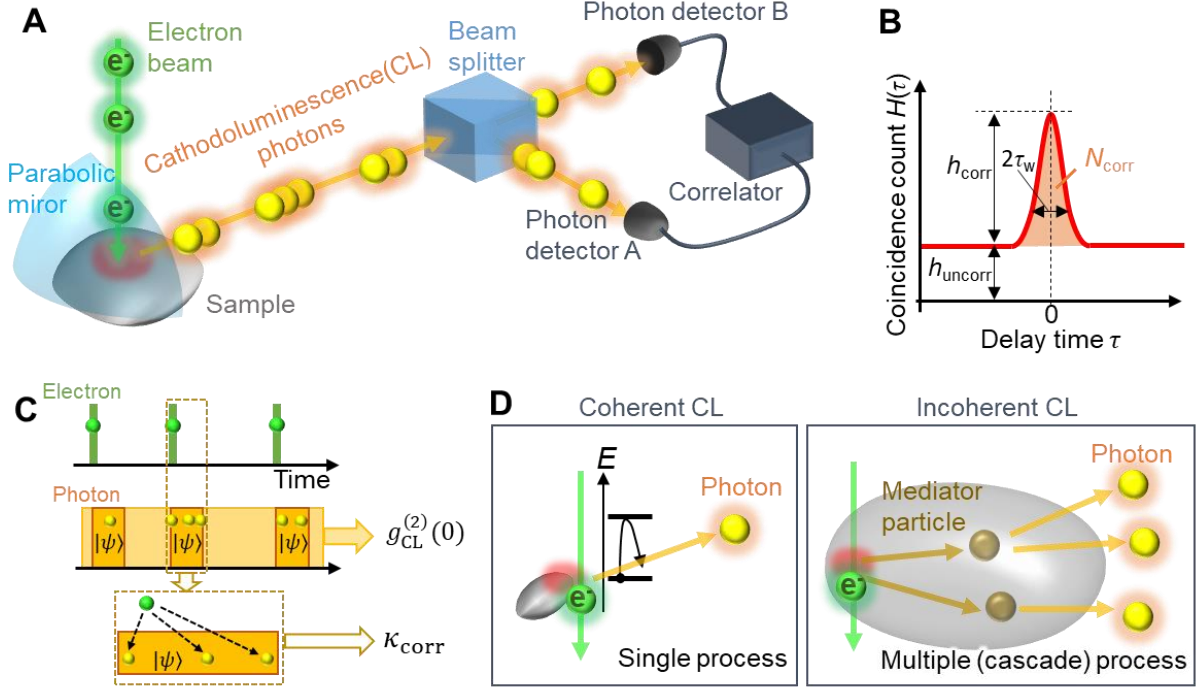 A
Electron
beam
e-
e-
e-
Parabolic
miror
Cathodoluminescence(CL)
photons
Sample
Beam
splitter
Photon detector B
Correlator
Photon
detector A
B
Coincidence count H(τ)
h_corr
2τ_w
N_corr
h_uncorr
0
Delay time τ
C
Electron
Time
Photon
|ψ⟩
|ψ⟩
|ψ⟩
g_CL^(2)(0)
|ψ⟩
κ_corr
D
Coherent CL
E
Photon
e-
Single process
Incoherent CL
Photon
Mediator
particle
e-
Multiple (cascade) process